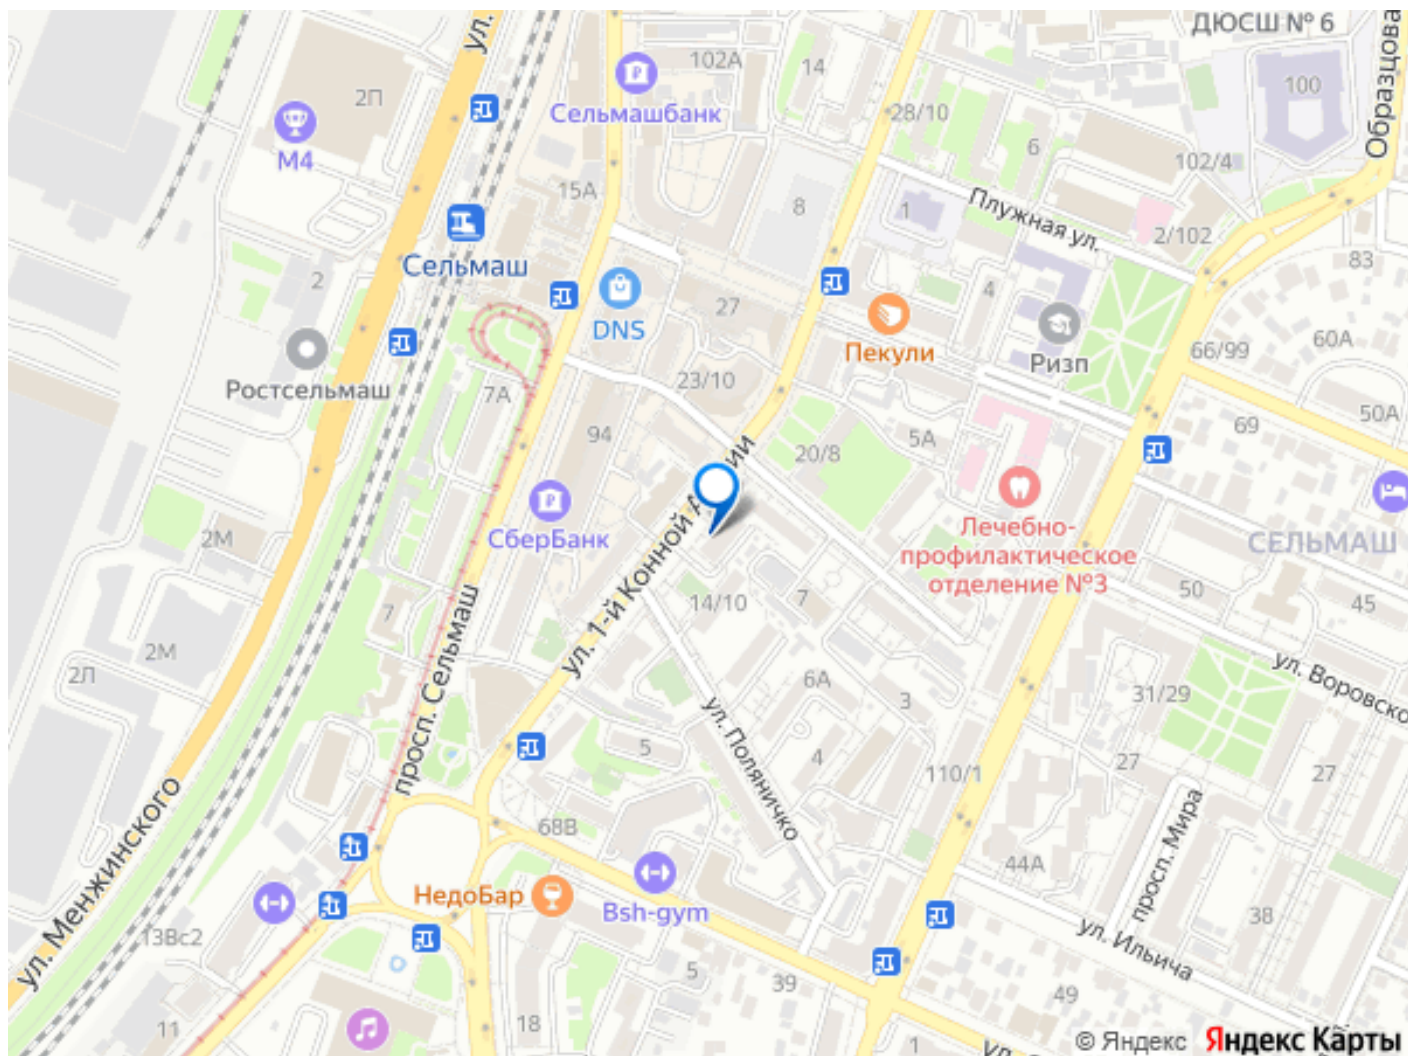 ДЮСШ № 6
ул.
102А
14
100
2П
Образцова
Сельмашбанк
28/10
М4
6
102/4
15А
8
1
Плужная ул.
2/102
Сельмаш
83
2
4
27
DNS
60А
Пекули
Ризп
66/99
Ростсельмаш
7А
23/10
50А
69
94
20/8
5А
ул. 1-й Конной А
ии
СберБанк
Лечебно-
профилактическое
отделение №3
СЕЛЬМАШ
2М
50
45
7
14/10
7
2М
2Л
просп. Сельмаш
6А
3
31/29
ул. Воровско
ул. Поляничко
5
4
27
27
110/1
ул. Менжинского
68В
44А
просп. Мира
НедоБар
Bsh-gym
38
13Вс2
ул. Ильича
5
39
49
11
18
1
ул.
© Яндекс Яндекс Карты